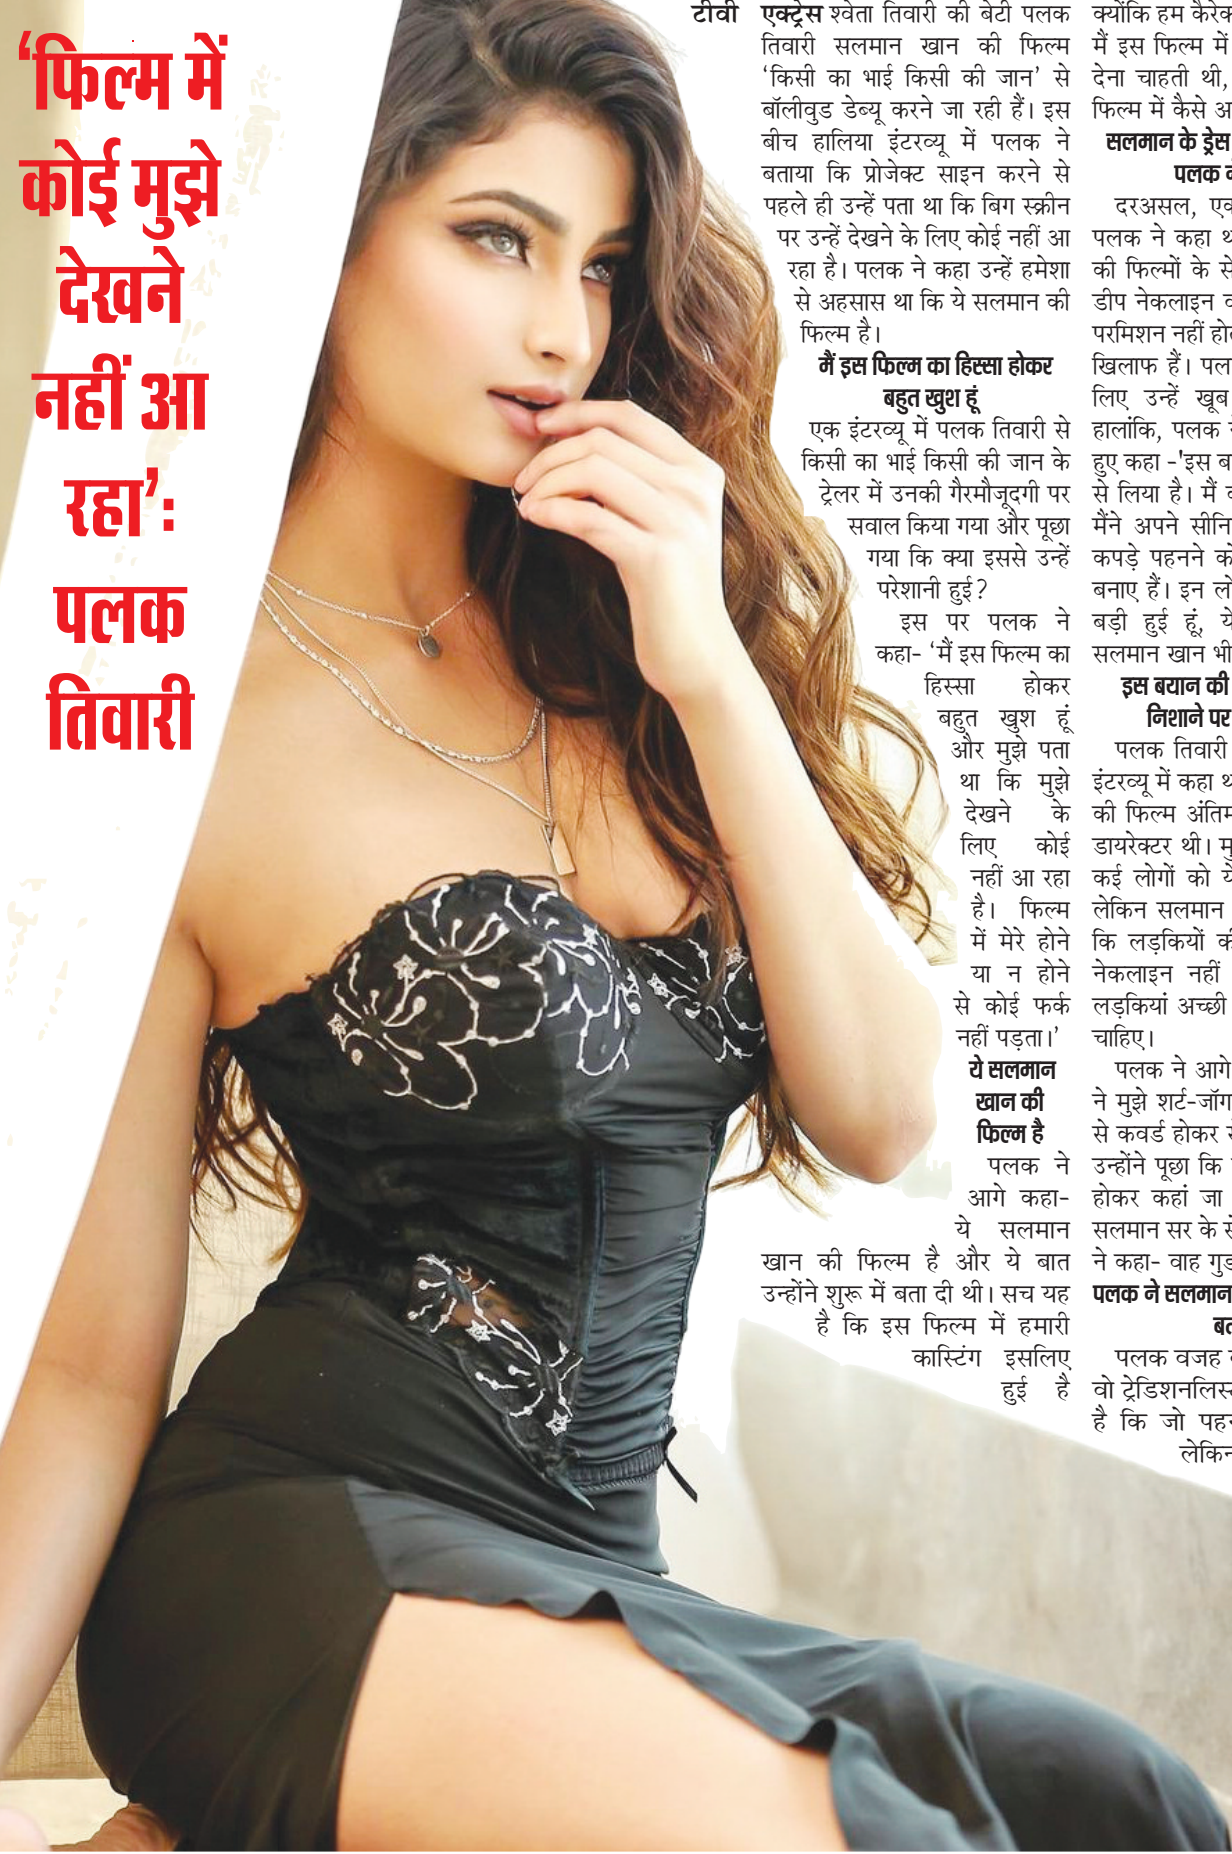 ‘फिल्म में
कोई मुझे
देखने
नहीं आ
रहा’:
पलक
तिवारी
टीवी एक्ट्रेस श्वेता तिवारी की बेटी पलक
तिवारी सलमान खान की फिल्म
‘किसी का भाई किसी की जान’ से
बॉलीवुड डेब्यू करने जा रही हैं। इस
बीच हालिया इंटरव्यू में पलक ने
बताया कि प्रोजेक्ट साइन करने से
पहले ही उन्हें पता था कि बिग स्क्रीन
पर उन्हें देखने के लिए कोई नहीं आ
रहा है। पलक ने कहा उन्हें हमेशा
से अहसास था कि ये सलमान की
फिल्म है।
मैं इस फिल्म का हिस्सा होकर
बहुत खुश हूं
एक इंटरव्यू में पलक तिवारी से
किसी का भाई किसी की जान के
ट्रेलर में उनकी गैरमौजूदगी पर
सवाल किया गया और पूछा
गया कि क्या इससे उन्हें
परेशानी हुई?
इस पर पलक ने
कहा- ‘मैं इस फिल्म का
हिस्सा होकर
बहुत खुश हूं
और मुझे पता
था कि मुझे
देखने के
लिए कोई
नहीं आ रहा
है। फिल्म
में मेरे होने
या न होने
से कोई फर्क
नहीं पड़ता।’
ये सलमान
खान की
फिल्म है
पलक ने
आगे कहा-
ये सलमान
खान की फिल्म है और ये बात
उन्होंने शुरू में बता दी थी। सच यह
है कि इस फिल्म में हमारी
कास्टिंग इसलिए
हुई है
क्योंकि हम
मैं इस फिल्म में
देना चाहती थी,
फिल्म में कैसे
सलमान के ड्रेस
पलक
दरअसल,
पलक ने कहा
की फिल्मों के
डीप नेकलाइन
परमिशन नहीं
खिलाफ हैं।
लिए उन्हें खूब
हालांकि, पलक
हुए कहा -'इस
से लिया है। मैं
मैंने अपने
कपड़े पहनने
बनाए हैं। इन
बड़ी हुई हूं,
सलमान खान भी
इस बयान की
निशाने पर
पलक तिवारी
इंटरव्यू में कहा
की फिल्म
डायरेक्टर थी।
कई लोगों को
लेकिन सलमान
कि लड़कियों
नेकलाइन नहीं
लड़कियां अच्छी
चाहिए।
पलक ने आगे
ने मुझे
से कवर्ड होकर
उन्होंने पूछा कि
होकर कहां जा
सलमान सर के
ने कहा- वाह
पलक ने सलमान
पलक वजह
वो
है कि जो